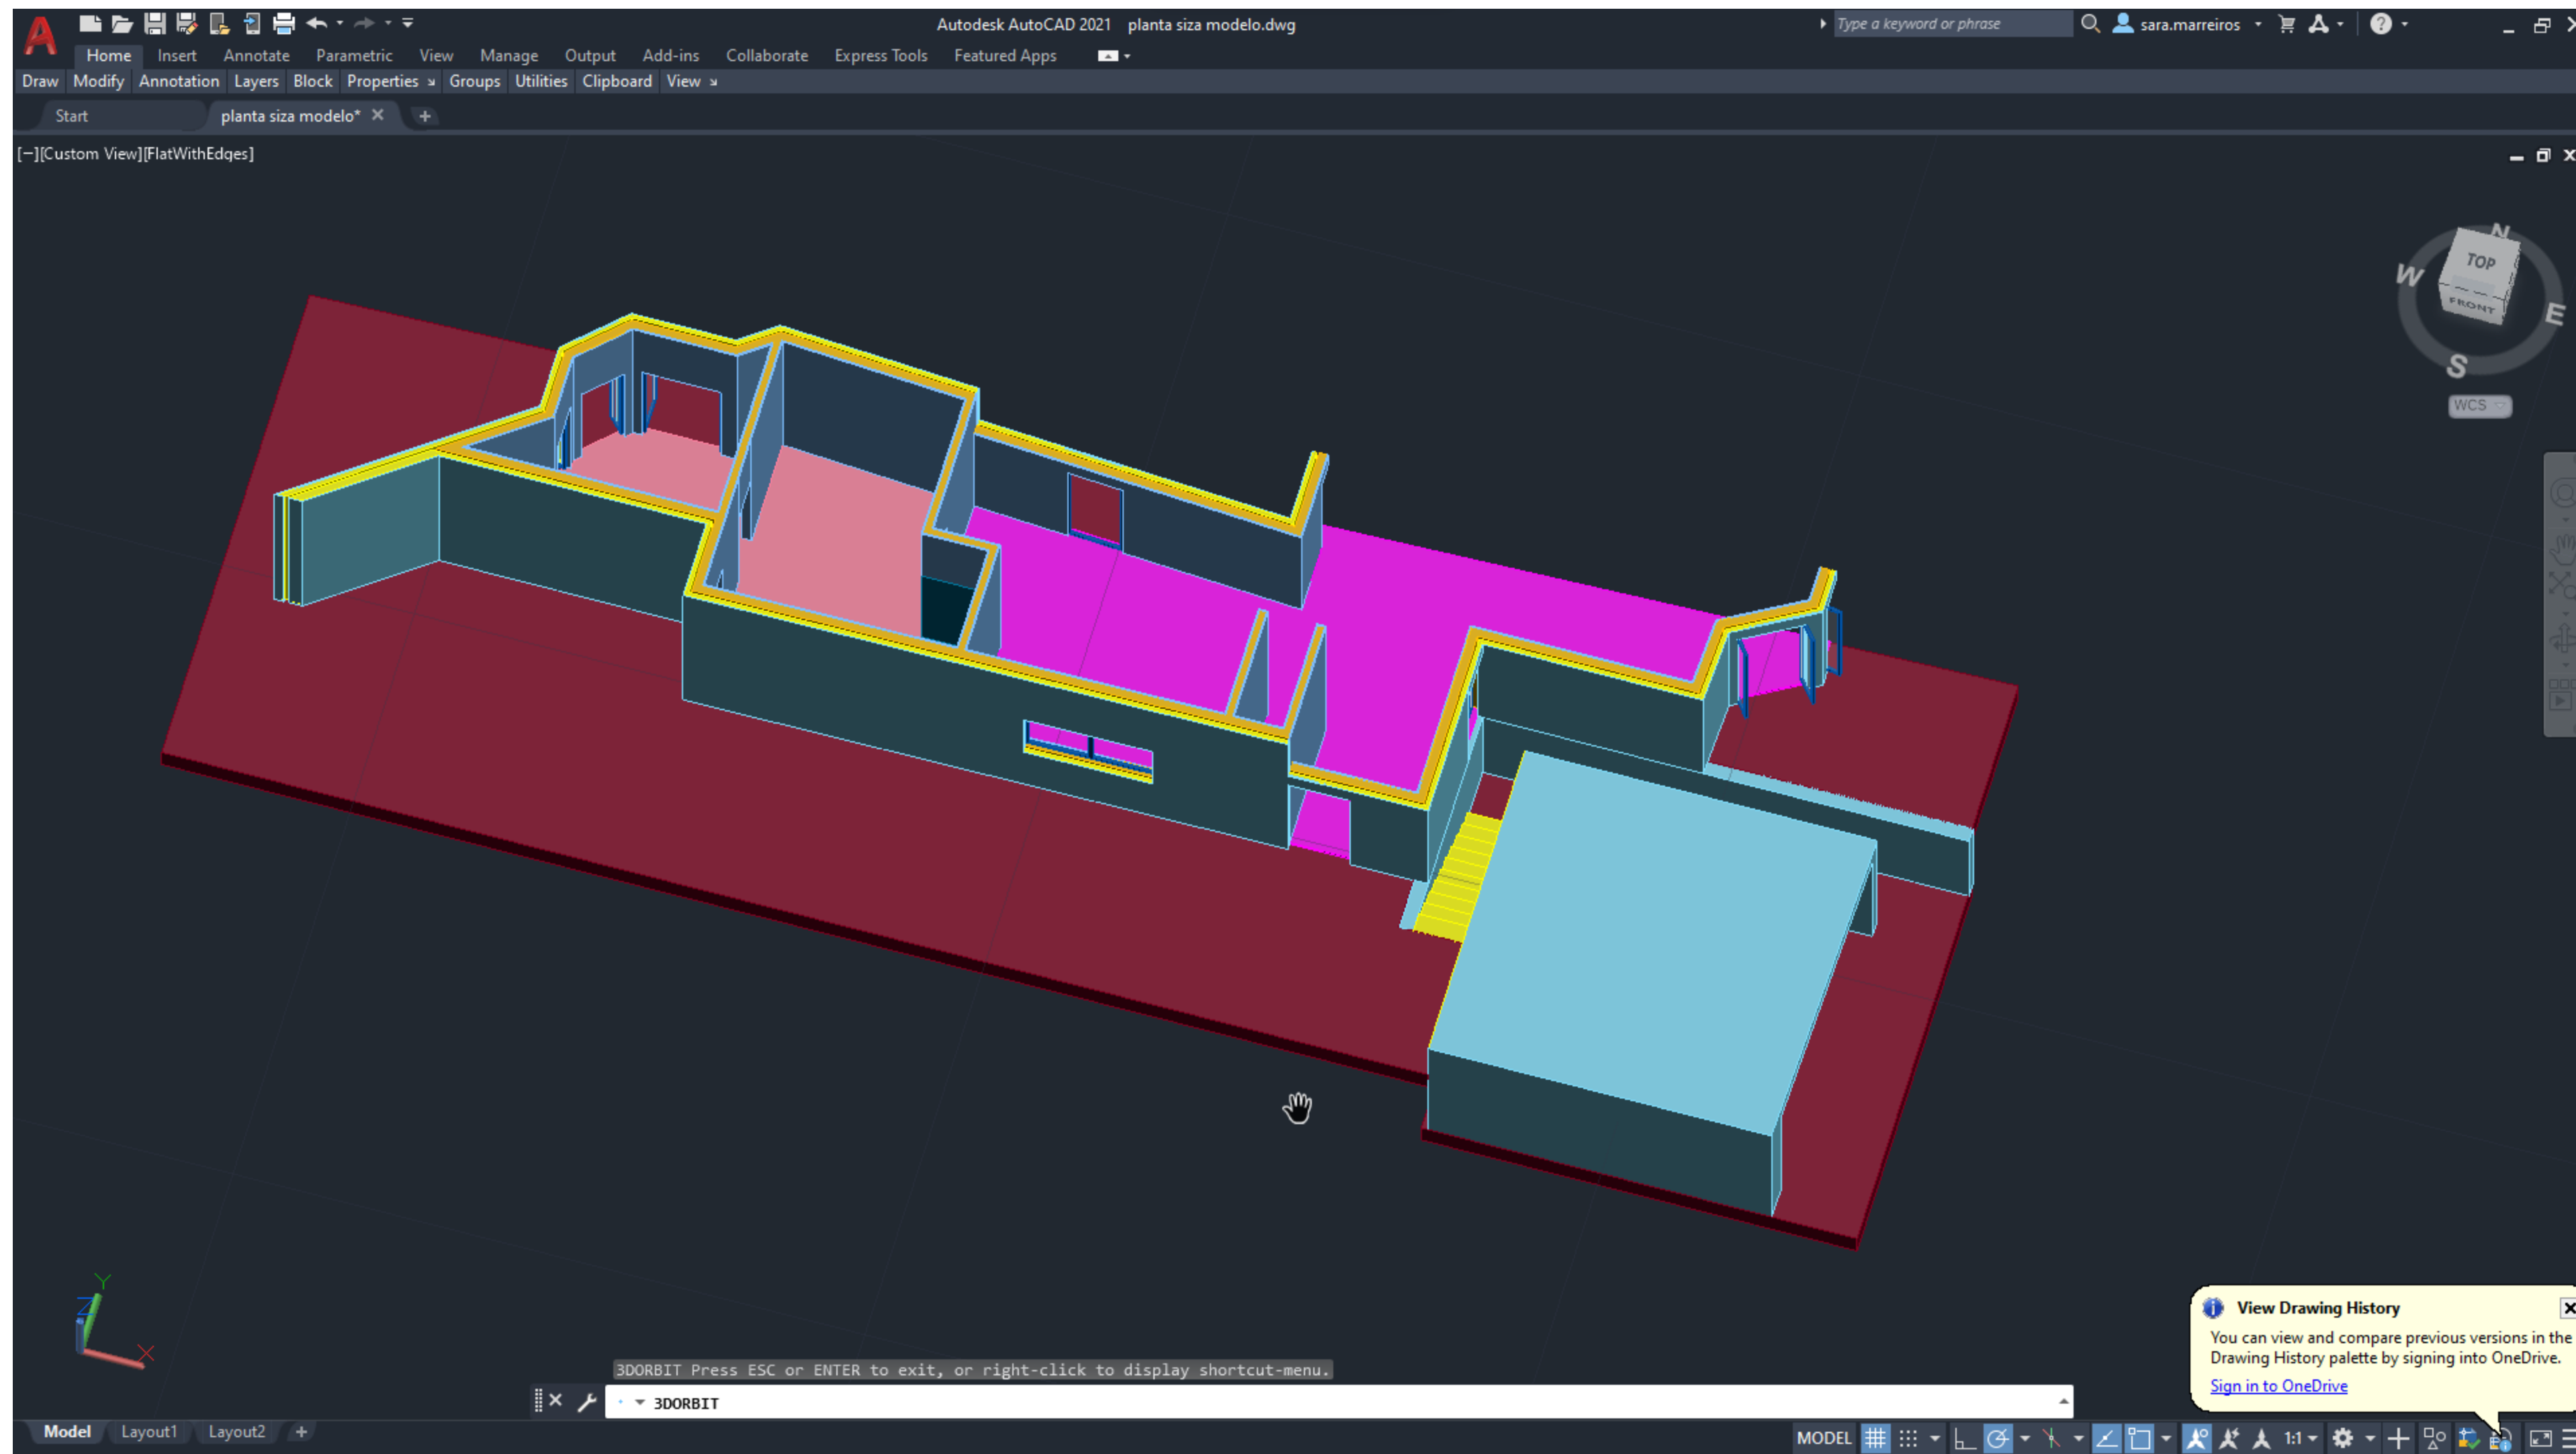 Autodesk AutoCAD 2021 planta siza modelo.dwg
Type a keyword or phrase
sara.marreiros
Home Insert Annotate Parametric View Manage Output Add-ins Collaborate Express Tools Featured Apps
Draw Modify Annotation Layers Block Properties Groups Utilities Clipboard View
Start planta siza modelo*
[−][Custom View][FlatWithEdges]
N
W
TOP
FRONT
E
S
WCS
Y
Z
X
View Drawing History
You can view and compare previous versions in the
Drawing History palette by signing into OneDrive.
Sign in to OneDrive
3DORBIT Press ESC or ENTER to exit, or right-click to display shortcut-menu.
3DORBIT
Model Layout1 Layout2 +
MODEL 1:1